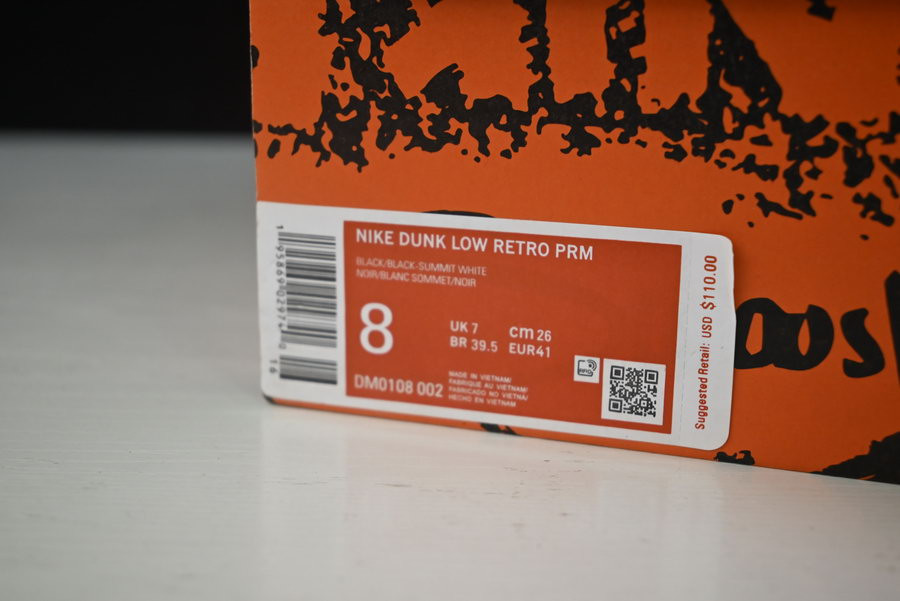 NIKE DUNK LOW RETRO PRM
BLACK/BLACK-SUMMIT WHITE
NOIR/BLANC SOMMET/NOIR
8
UK 7 cm 26
BR 39.5 EUR41
DM0108 002
MADE IN VIETNAM/
FABRIQUE AU VIETNAM/
FABRICADO NO VIETNÃ/
HECHO EN VIETNAM
RFID
Suggested Retail: USD $110.00